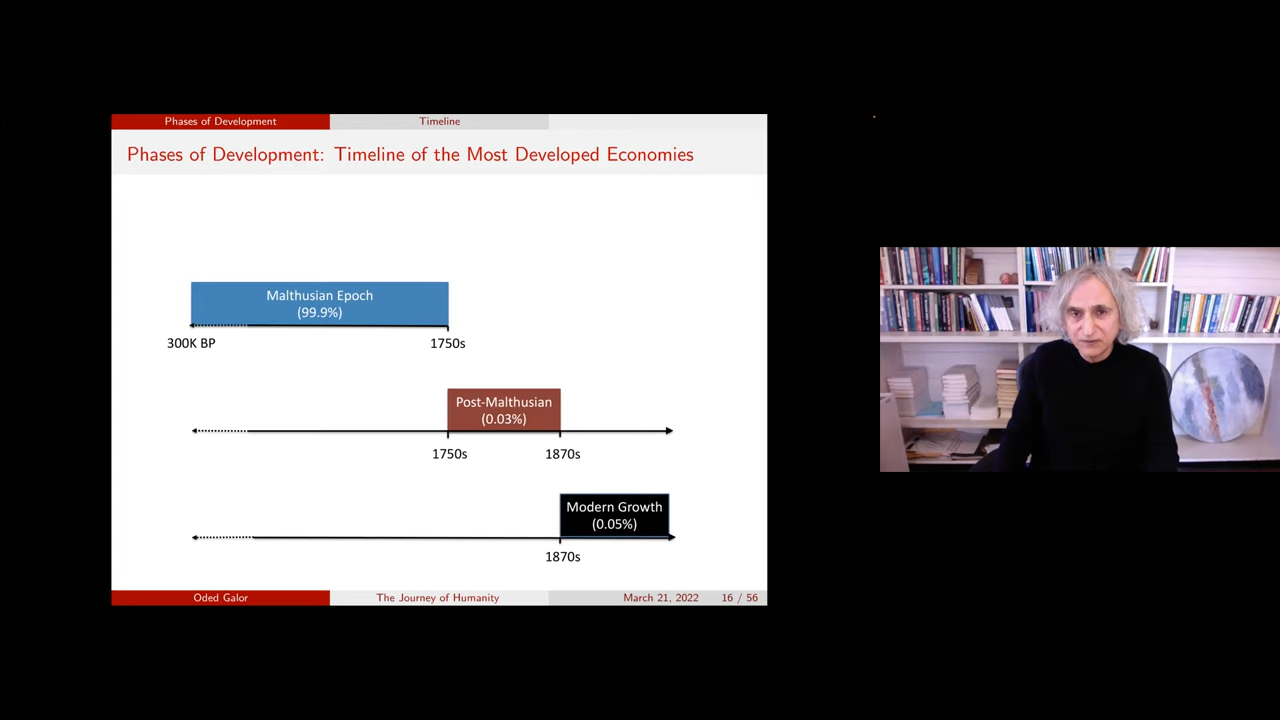 Phases of Development
Timeline
Phases of Development: Timeline of the Most Developed Economies
Malthusian Epoch
(99.9%)
300K BP
1750s
Post-Malthusian
(0.03%)
1750s
1870s
Modern Growth
(0.05%)
1870s
Oded Galor
The Journey of Humanity
March 21, 2022
16 / 56